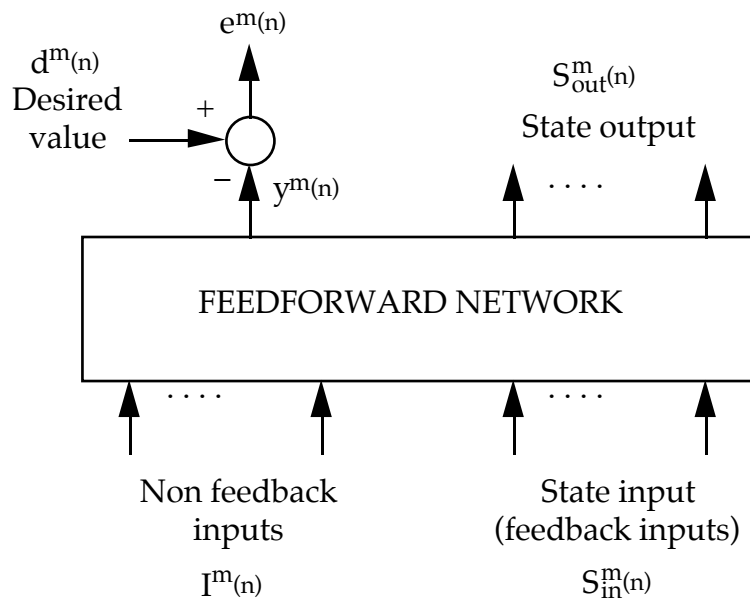 e^m(n)
d^m(n)
Desired
value
+
−
y^m(n)
S^m_out(n)
State output
. . . .
FEEDFORWARD NETWORK
. . . .
. . . .
Non feedback
inputs
I^m(n)
State input
(feedback inputs)
S^m_in(n)